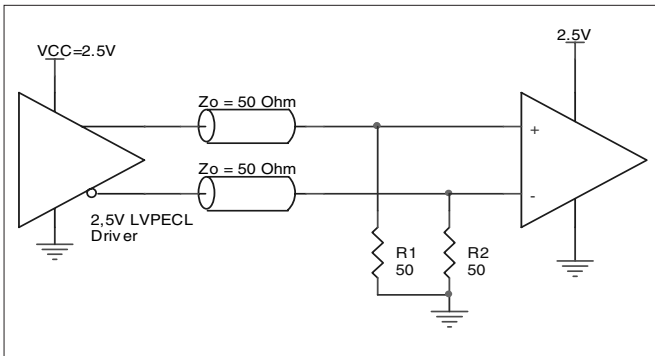 2.5V
VCC=2.5V
Zo = 50 Ohm
+
Zo = 50 Ohm
-
2,5V LVPECL
Driver
R1
50
R2
50